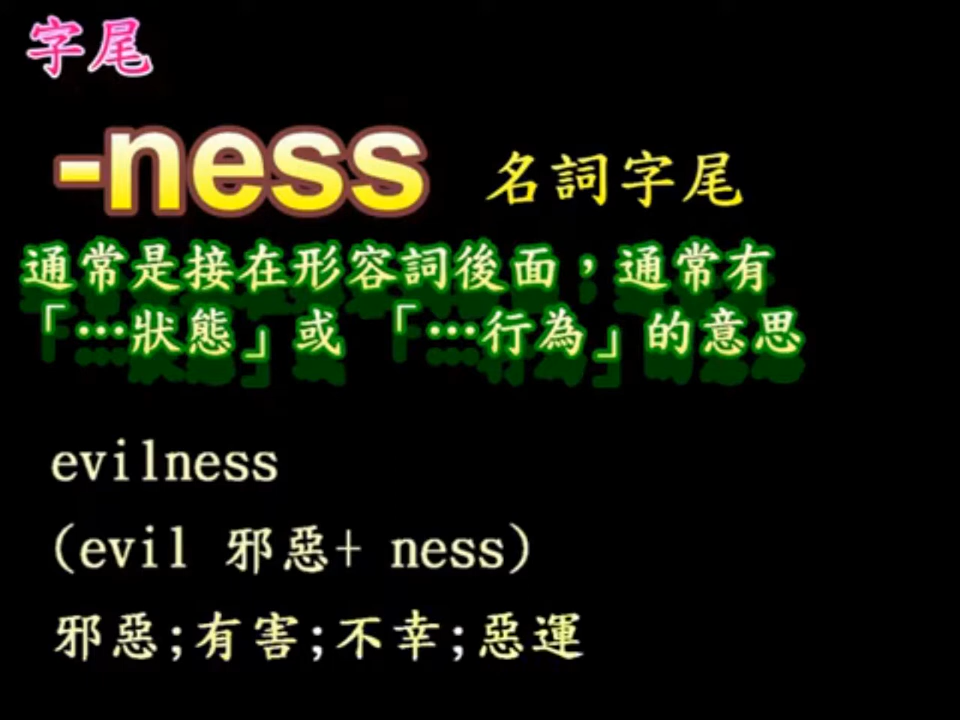 字尾
-ness 名詞字尾
通常是接在形容詞後面，通常有
「…狀態」或 「…行為」的意思
evilness
(evil 邪惡+ ness)
邪惡;有害;不幸;惡運